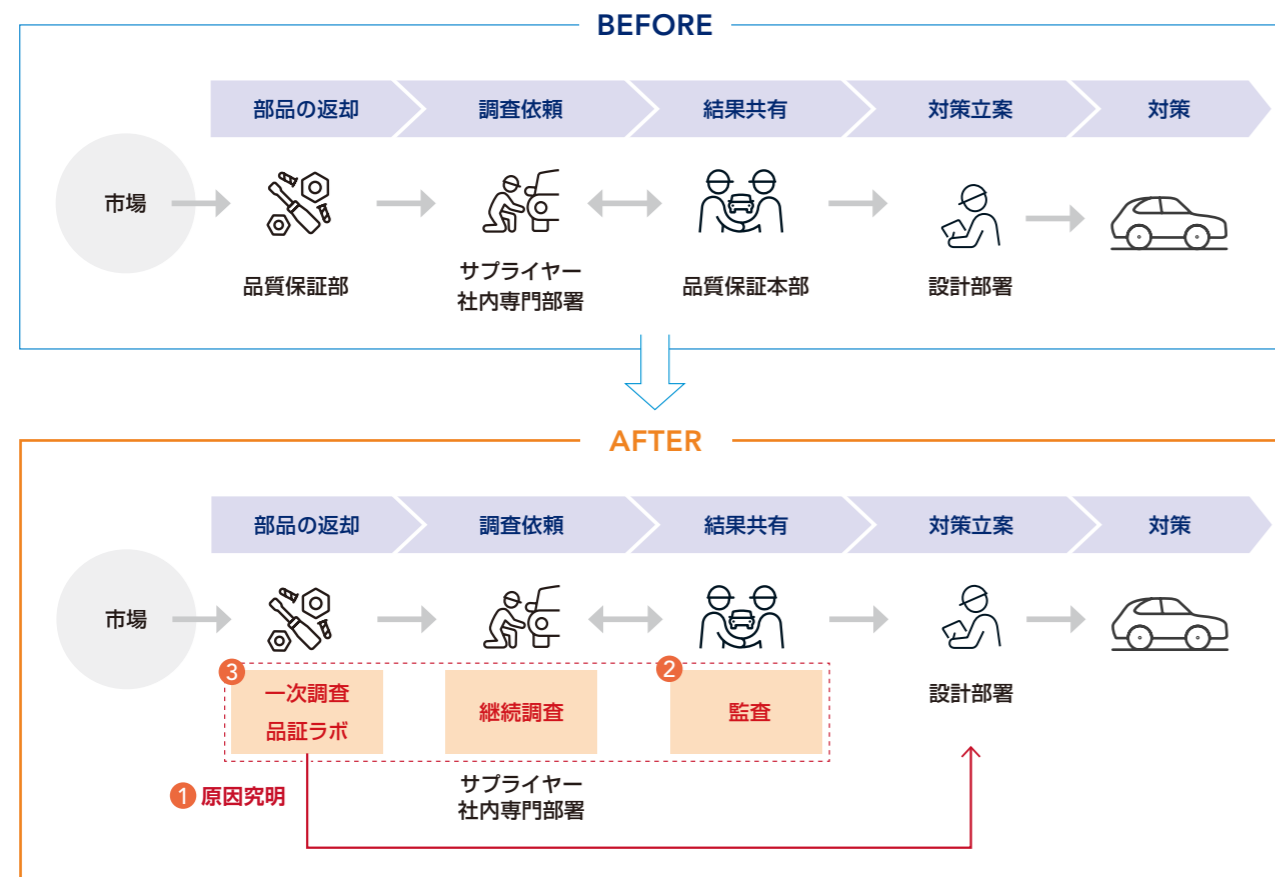 BEFORE
部品の返却
調査依頼
結果共有
対策立案
対策
市場
品質保証部
サプライヤー
社内専門部署
品質保証本部
設計部署
AFTER
部品の返却
調査依頼
結果共有
対策立案
対策
市場
3
一次調査
品証ラボ
継続調査
2
監査
設計部署
1 原因究明
サプライヤー
社内専門部署